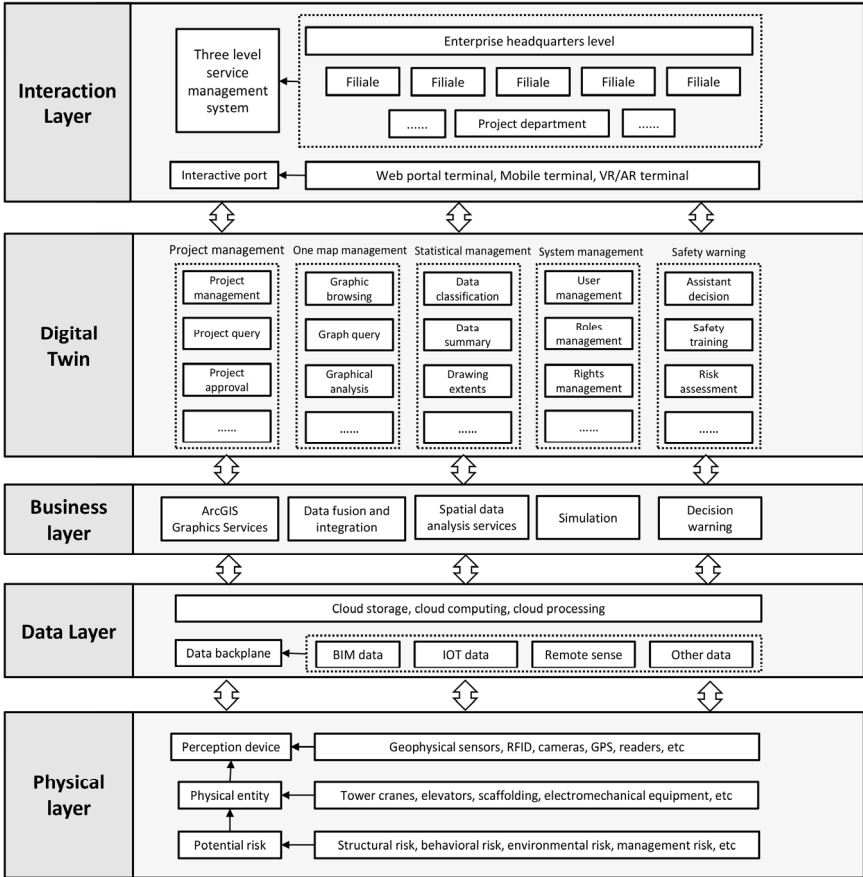 Interaction
Layer
Three level
service
management
system
Enterprise headquarters level
Filiale
Filiale
Filiale
Filiale
Filiale
......
Project department
......
Interactive port
Web portal terminal, Mobile terminal, VR/AR terminal
Digital
Twin
Project management
One map management
Statistical management
System management
Safety warning
Project
management
Graphic
browsing
Data
classification
User
management
Assistant
decision
Project query
Graph query
Data
summary
Roles
management
Safety
training
Project
approval
Graphical
analysis
Drawing
extents
Rights
management
Risk
assessment
......
......
......
......
......
Business
layer
ArcGIS
Graphics Services
Data fusion and
integration
Spatial data
analysis services
Simulation
Decision
warning
Data Layer
Cloud storage, cloud computing, cloud processing
Data backplane
BIM data
IOT data
Remote sense
Other data
Physical
layer
Perception device
Geophysical sensors, RFID, cameras, GPS, readers, etc
Physical entity
Tower cranes, elevators, scaffolding, electromechanical equipment, etc
Potential risk
Structural risk, behavioral risk, environmental risk, management risk, etc